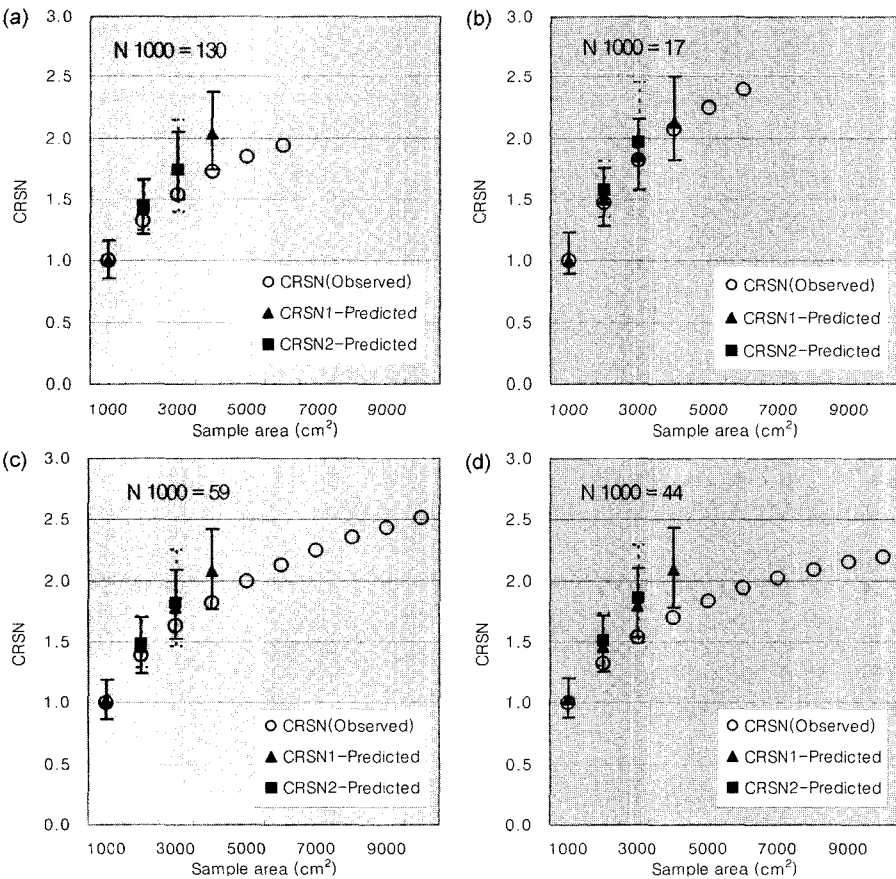 (a)
3.0
2.5
2.0
1.5
1.0
0.5
0.0
CRSN
N 1000 = 130
CRSN(Observed)
CRSN1-Predicted
CRSN2-Predicted
1000 3000 5000 7000 9000
Sample area (cm²)
(b)
3.0
2.5
2.0
1.5
1.0
0.5
0.0
CRSN
N 1000 = 17
CRSN(Observed)
CRSN1-Predicted
CRSN2-Predicted
1000 3000 5000 7000 9000
Sample area (cm²)
(c)
3.0
2.5
2.0
1.5
1.0
0.5
0.0
CRSN
N 1000 = 59
CRSN(Observed)
CRSN1-Predicted
CRSN2-Predicted
1000 3000 5000 7000 9000
Sample area (cm²)
(d)
3.0
2.5
2.0
1.5
1.0
0.5
0.0
CRSN
N 1000 = 44
CRSN(Observed)
CRSN1-Predicted
CRSN2-Predicted
1000 3000 5000 7000 9000
Sample area (cm²)